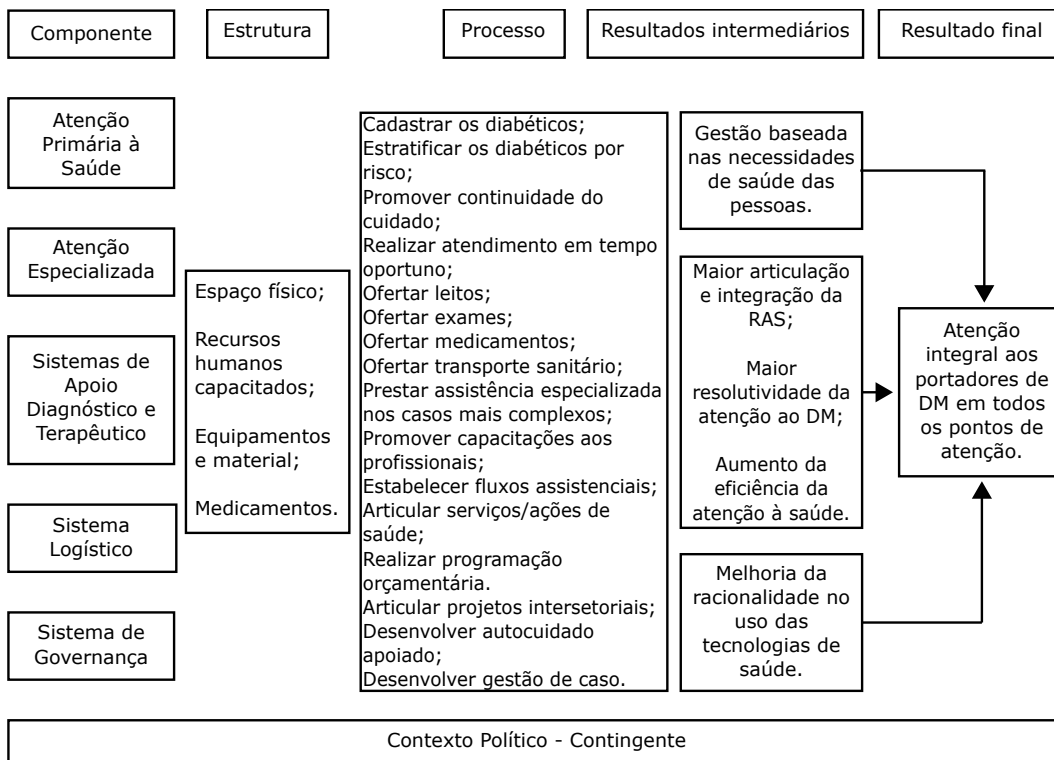 Componente
Estrutura
Processo
Resultados intermediários
Resultado final
Atenção
Primária à
Saúde
Atenção
Especializada
Sistemas de
Apoio
Diagnóstico e
Terapêutico
Sistema
Logístico
Sistema de
Governança
Espaço físico;
Recursos
humanos
capacitados;
Equipamentos
e material;
Medicamentos.
Cadastrar os diabéticos;
Estratificar os diabéticos por
risco;
Promover continuidade do
cuidado;
Realizar atendimento em tempo
oportuno;
Ofertar leitos;
Ofertar exames;
Ofertar medicamentos;
Ofertar transporte sanitário;
Prestar assistência especializada
nos casos mais complexos;
Promover capacitações aos
profissionais;
Estabelecer fluxos assistenciais;
Articular serviços/ações de
saúde;
Realizar programação
orçamentária.
Articular projetos intersetoriais;
Desenvolver autocuidado
apoiado;
Desenvolver gestão de caso.
Gestão baseada
nas necessidades
de saúde das
pessoas.
Maior articulação
e integração da
RAS;
Maior
resolutividade da
atenção ao DM;
Aumento da
eficiência da
atenção à saúde.
Melhoria da
racionalidade no
uso das
tecnologias de
saúde.
Atenção
integral aos
portadores de
DM em todos
os pontos de
atenção.
Contexto Político - Contingente